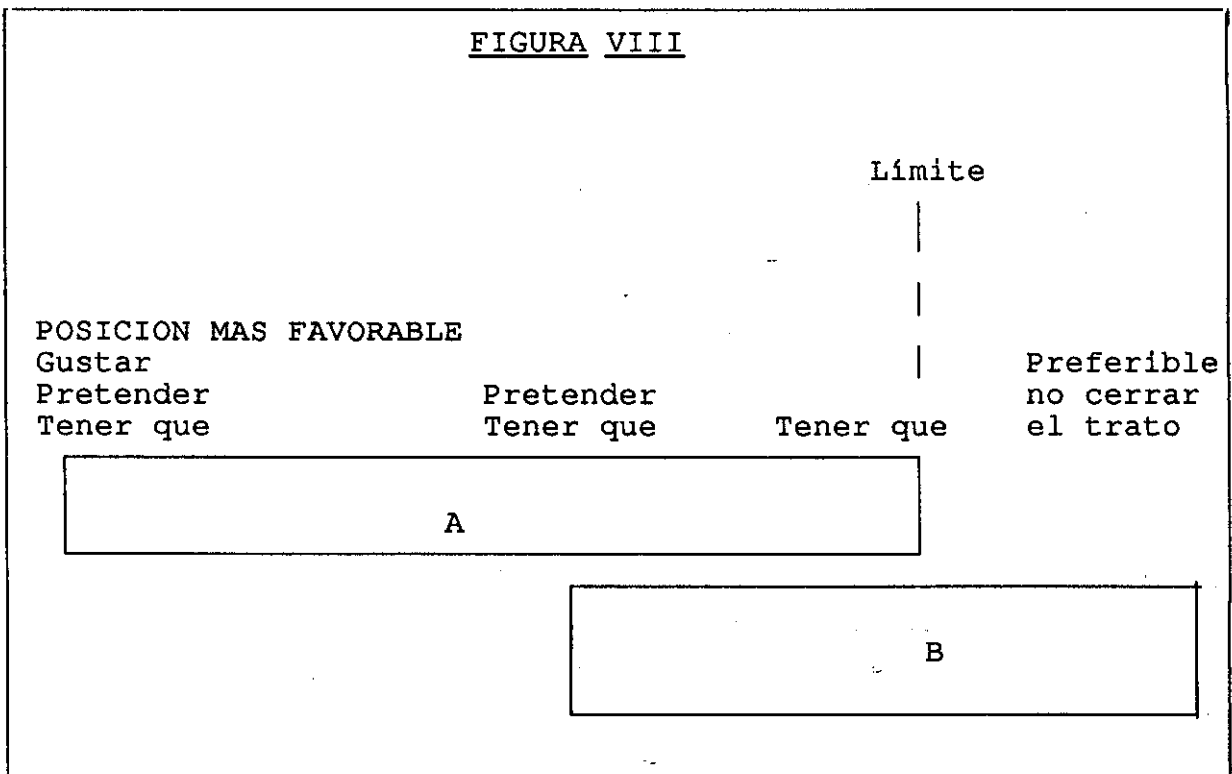 FIGURA VIII
Límite
POSICION MAS FAVORABLE
Gustar Preferible
Pretender Pretender no cerrar
Tener que Tener que Tener que el trato
A
B